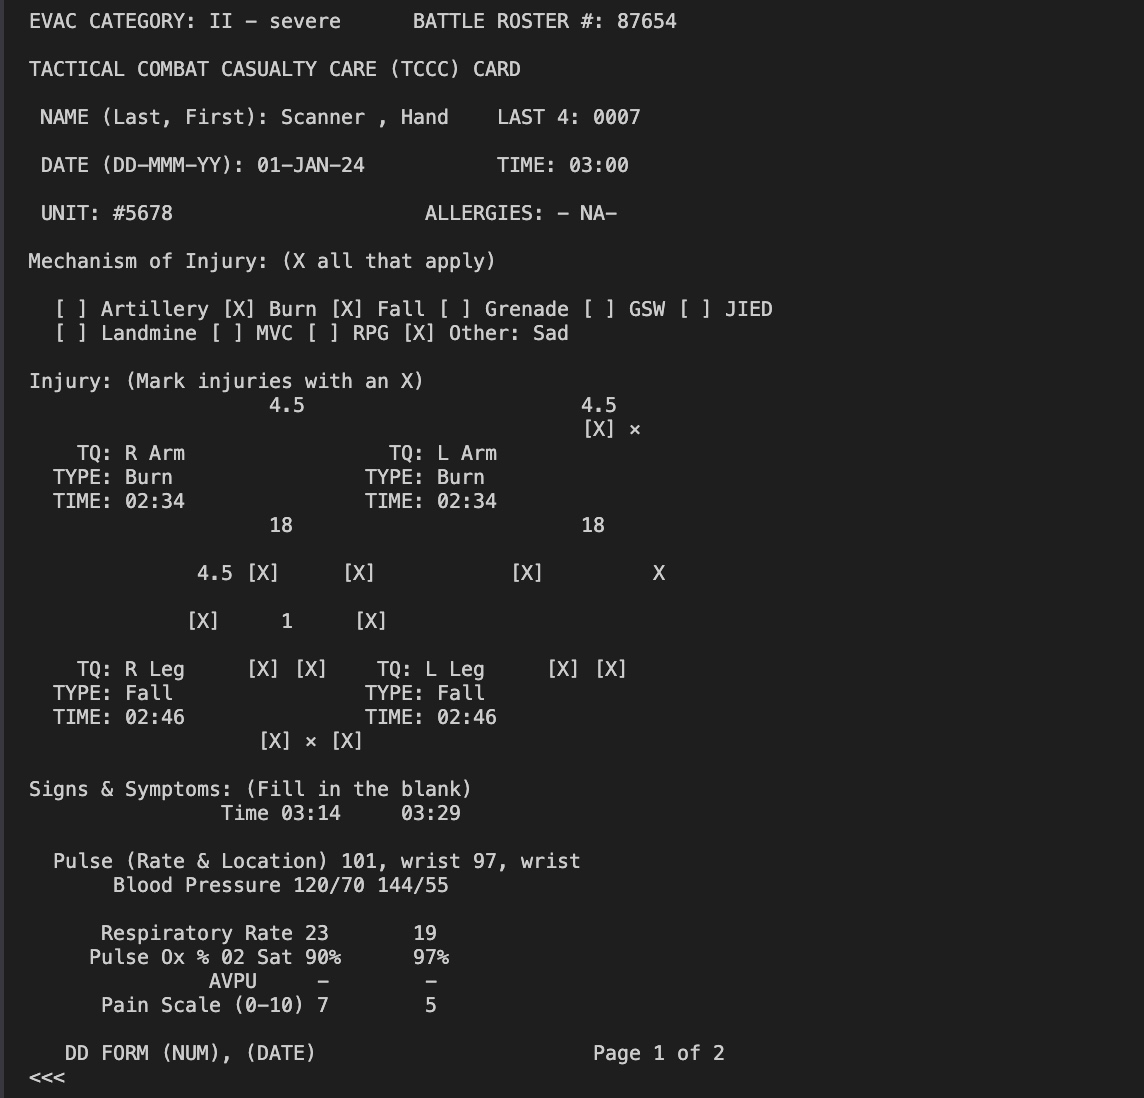 EVAC CATEGORY: II – severe BATTLE ROSTER #: 87654
TACTICAL COMBAT CASUALTY CARE (TCCC) CARD
NAME (Last, First): Scanner , Hand LAST 4: 0007
DATE (DD–MMM–YY): 01–JAN–24 TIME: 03:00
UNIT: #5678 ALLERGIES: – NA–
Mechanism of Injury: (X all that apply)
[ ] Artillery [X] Burn [X] Fall [ ] Grenade [ ] GSW [ ] JIED
[ ] Landmine [ ] MVC [ ] RPG [X] Other: Sad
Injury: (Mark injuries with an X)
4.5 4.5
[X] ×
TQ: R Arm TQ: L Arm
TYPE: Burn TYPE: Burn
TIME: 02:34 TIME: 02:34
18 18
4.5 [X] [X] [X] X
[X] 1 [X]
TQ: R Leg [X] [X] TQ: L Leg [X] [X]
TYPE: Fall TYPE: Fall
TIME: 02:46 TIME: 02:46
[X] × [X]
Signs & Symptoms: (Fill in the blank)
Time 03:14 03:29
Pulse (Rate & Location) 101, wrist 97, wrist
Blood Pressure 120/70 144/55
Respiratory Rate 23 19
Pulse Ox % 02 Sat 90% 97%
AVPU – –
Pain Scale (0–10) 7 5
DD FORM (NUM), (DATE) Page 1 of 2
<<<